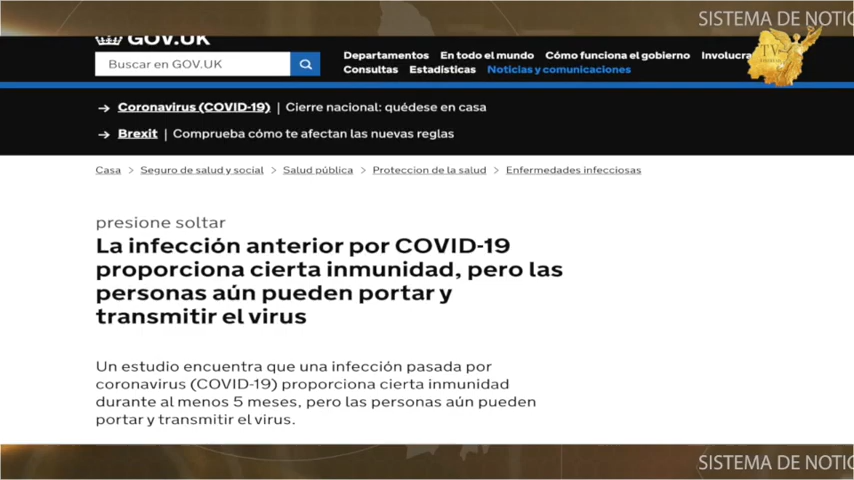 SISTEMA DE NOTIC
GOV.UK
Buscar en GOV.UK
Departamentos En todo el mundo Cómo funciona el gobierno Involucra
Consultas Estadísticas Noticias y comunicaciones
TV
→ Coronavirus (COVID-19) | Cierre nacional: quédese en casa
→ Brexit | Comprueba cómo te afectan las nuevas reglas
Casa > Seguro de salud y social > Salud pública > Proteccion de la salud > Enfermedades infecciosas
presione soltar
La infección anterior por COVID-19
proporciona cierta inmunidad, pero las
personas aún pueden portar y
transmitir el virus
Un estudio encuentra que una infección pasada por
coronavirus (COVID-19) proporciona cierta inmunidad
durante al menos 5 meses, pero las personas aún pueden
portar y transmitir el virus.
SISTEMA DE NOTIC